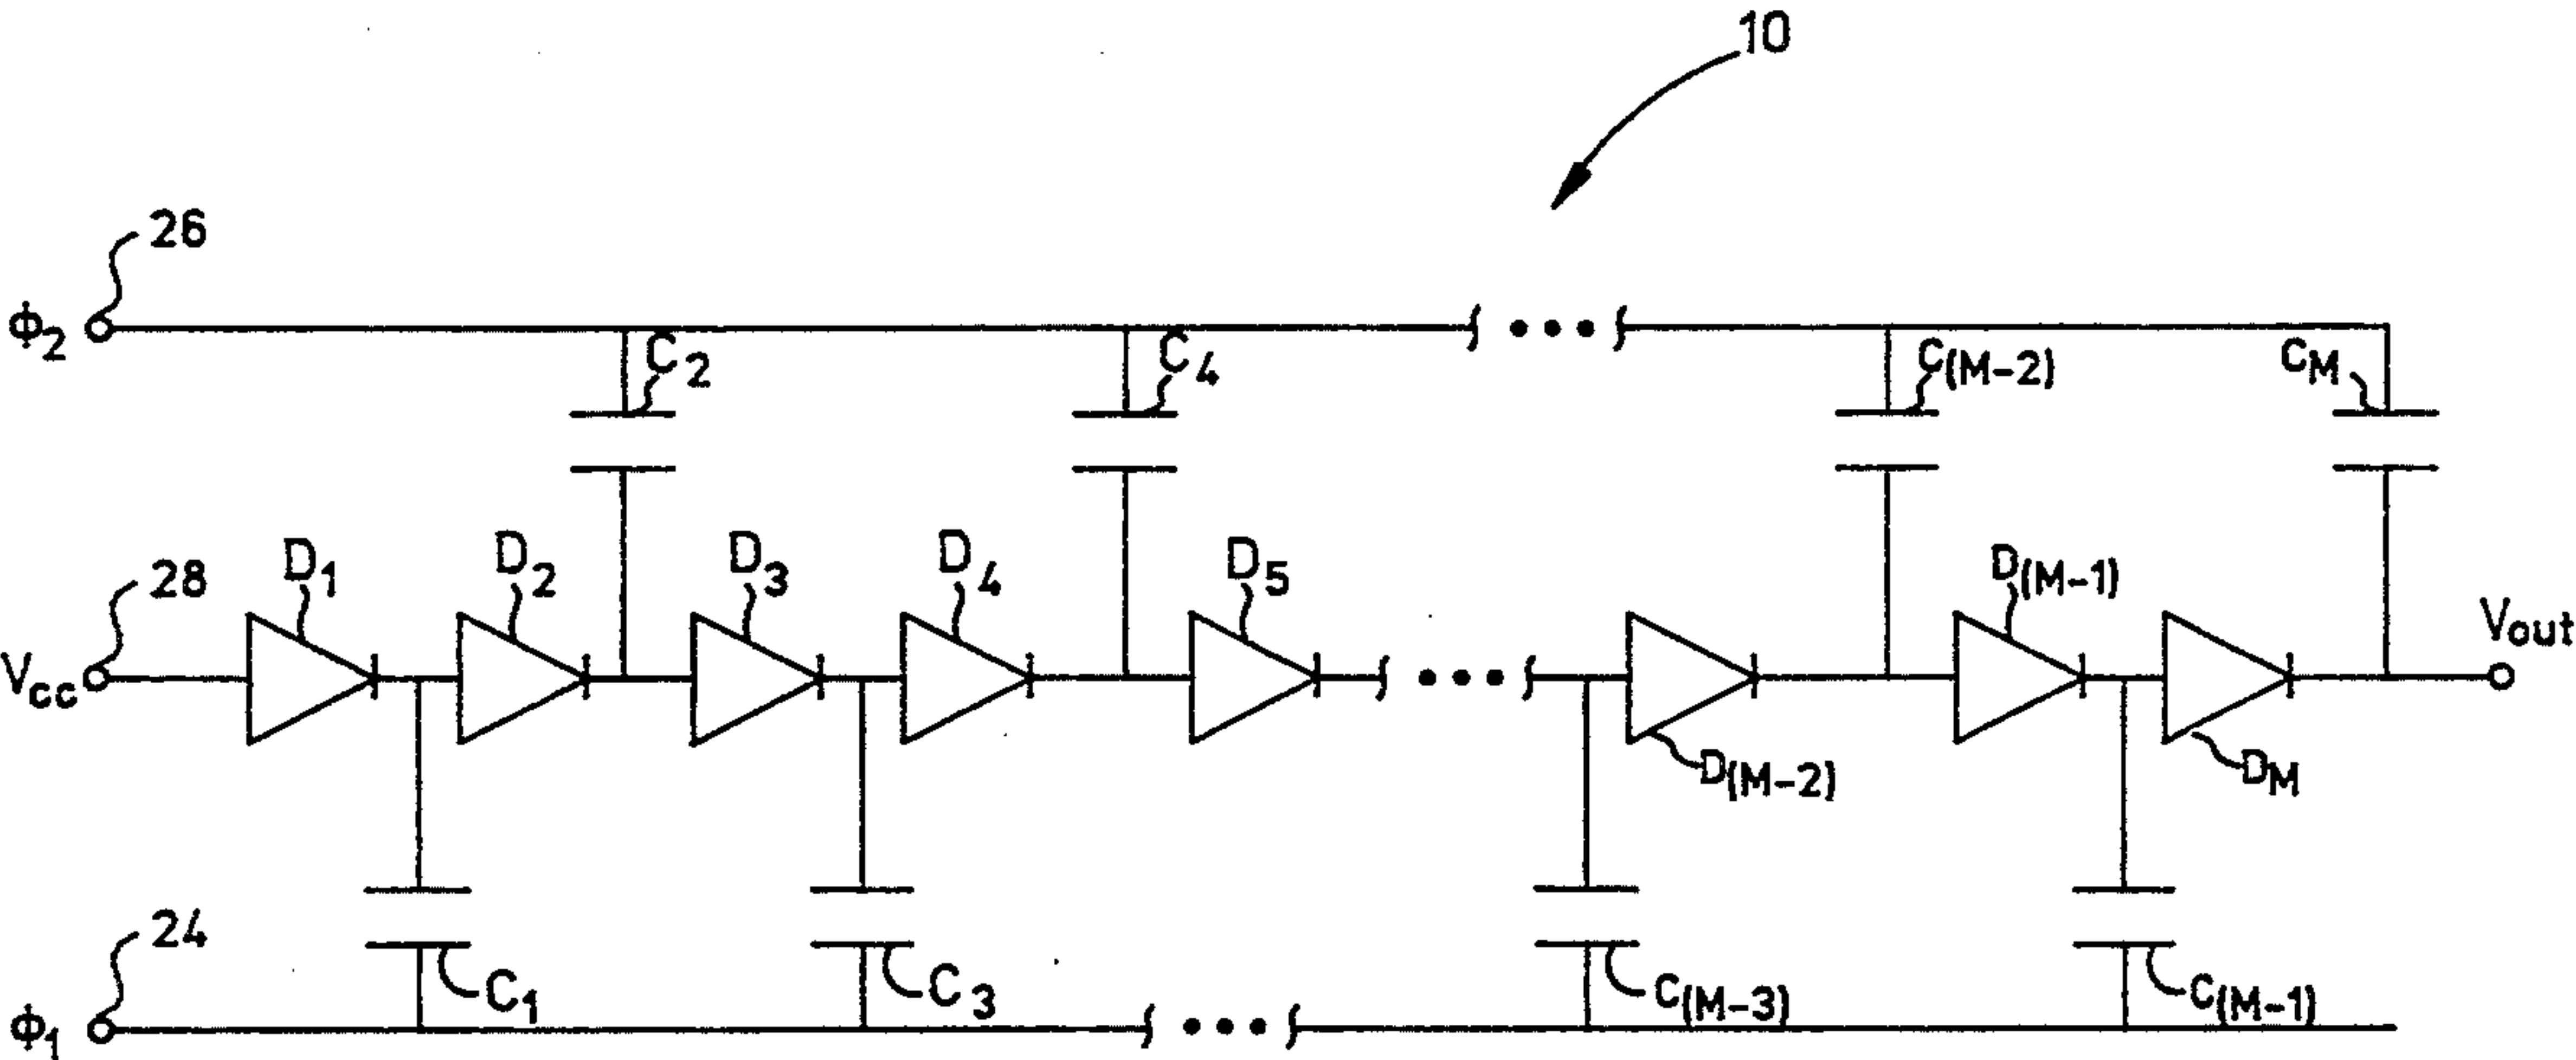 10
26
Φ2
C2
C4
C(M-2)
CM
28
D1
D2
D3
D4
D5
D(M-1)
Vcc
Vout
D(M-2)
DM
24
C1
C3
C(M-3)
C(M-1)
Φ1